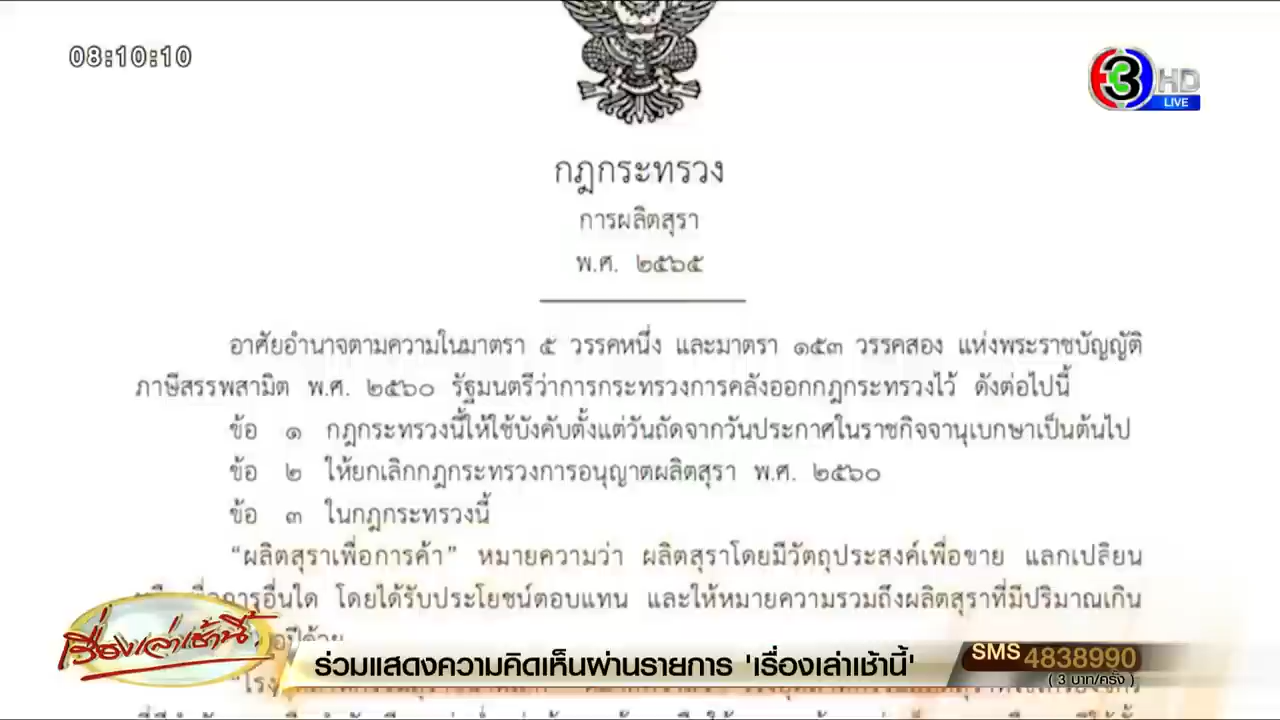 08:10:10
3 HD
LIVE
กฎกระทรวง
การผลิตสุรา
พ.ศ. ๒๕๖๕
อาศัยอำนาจตามความในมาตรา ๕ วรรคหนึ่ง และมาตรา ๑๕๓ วรรคสอง แห่งพระราชบัญญัติ
ภาษีสรรพสามิต พ.ศ. ๒๕๖๐ รัฐมนตรีว่าการกระทรวงการคลังออกกฎกระทรวงไว้ ดังต่อไปนี้
ข้อ ๑ กฎกระทรวงนี้ให้ใช้บังคับตั้งแต่วันถัดจากวันประกาศในราชกิจจานุเบกษาเป็นต้นไป
ข้อ ๒ ให้ยกเลิกกฎกระทรวงการอนุญาตผลิตสุรา พ.ศ. ๒๕๖๐
ข้อ ๓ ในกฎกระทรวงนี้
“ผลิตสุราเพื่อการค้า” หมายความว่า ผลิตสุราโดยมีวัตถุประสงค์เพื่อขาย แลกเปลี่ยน
การอื่นใด โดยได้รับประโยชน์ตอบแทน และให้หมายความรวมถึงผลิตสุราที่มีปริมาณเกิน
เรื่องเล่าเช้านี้
ร่วมแสดงความคิดเห็นผ่านรายการ 'เรื่องเล่าเช้านี้'
SMS 4838990
( 3 บาท/ครั้ง )